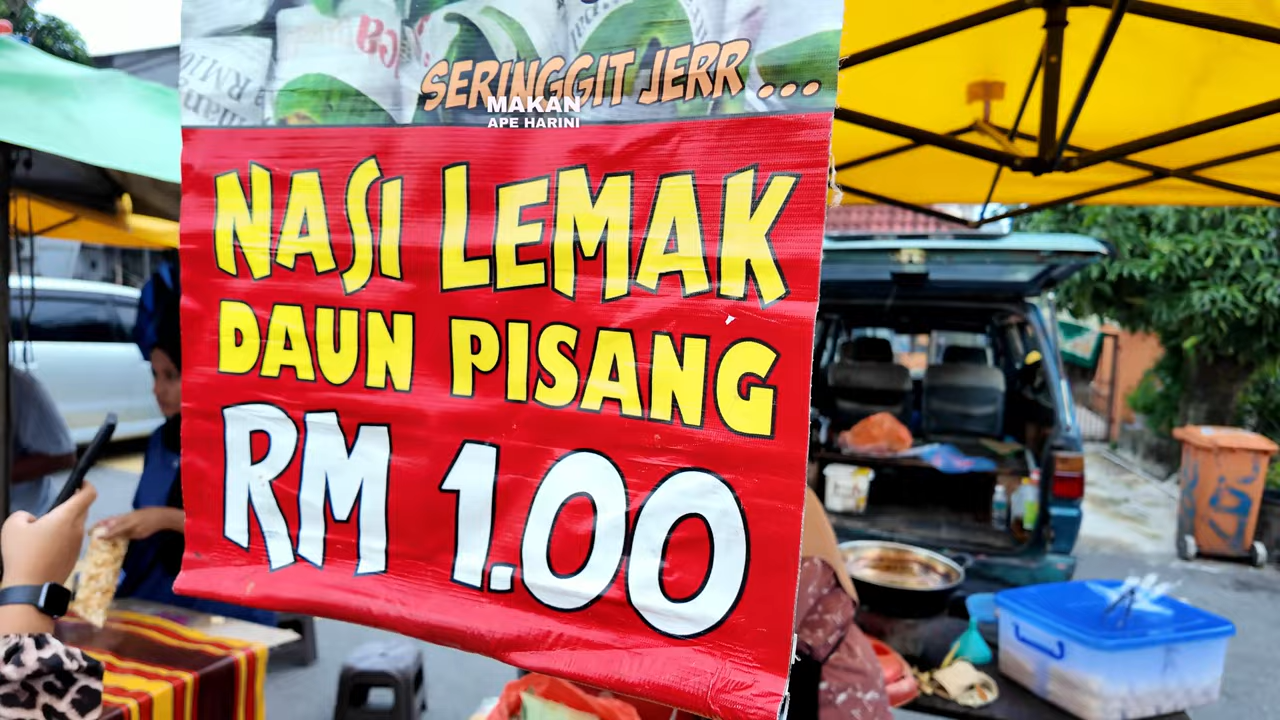 SERINGGIT JERR ...
MAKAN
APE HARINI
NASI LEMAK
DAUN PISANG
RM 1.00